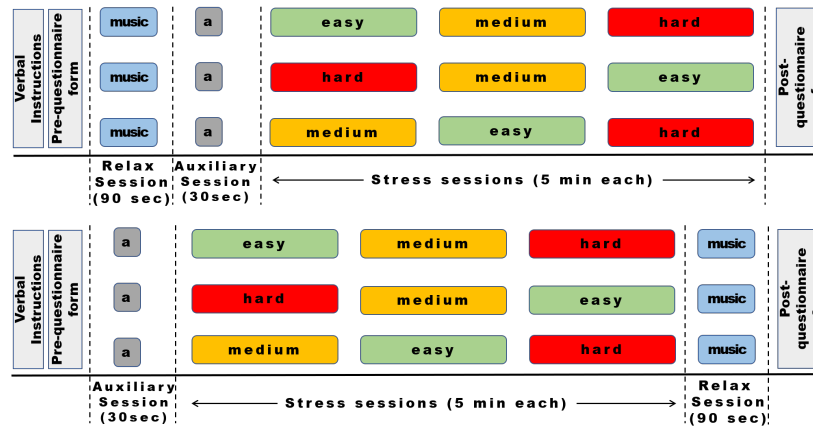 Verbal
Instructions
Pre-questionnaire
form
music
a
easy
medium
hard
music
a
hard
medium
easy
music
a
medium
easy
hard
Post-
questionnaire
Relax
Session
(90 sec)
Auxiliary
Session
(30sec)
Stress sessions (5 min each)
Verbal
Instructions
Pre-questionnaire
form
a
easy
medium
hard
music
a
hard
medium
easy
music
a
medium
easy
hard
music
Post-
questionnaire
Auxiliary
Session
(30sec)
Stress sessions (5 min each)
Relax
Session
(90 sec)